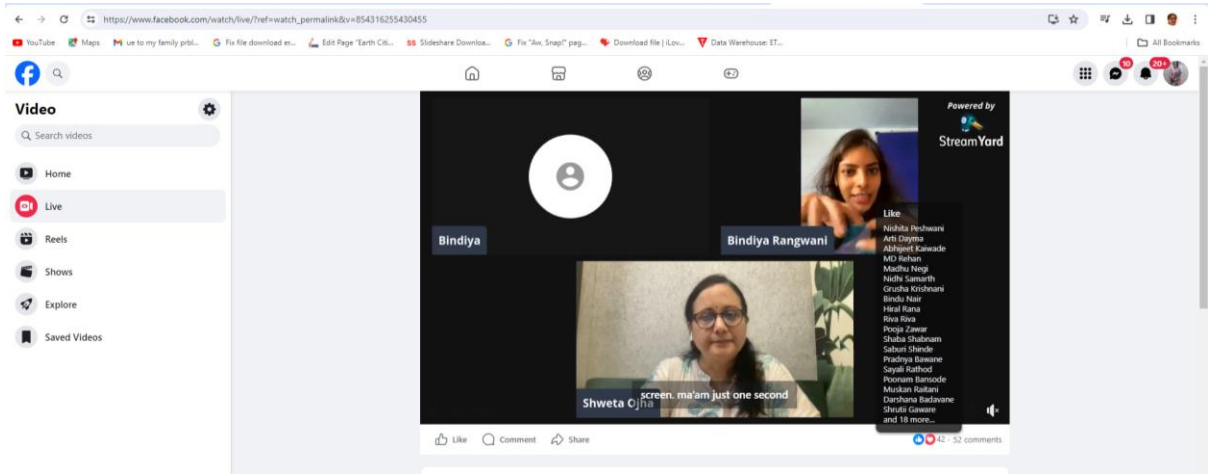 https://www.facebook.com/watch/live/?ref=watch_permalink&v=854316255430455
YouTube Maps ue to my family prbl... Fix file download er... Edit Page "Earth Citi... SS Slideshare Downloa... Fix "Aw, Snap!" pag... Download file | iLov... Data Warehouse: ET... All Bookmarks
10 20+
Video
Search videos
Home
Live
Reels
Shows
Explore
Saved Videos
Powered by
StreamYard
Bindiya
Bindiya Rangwani
Like
Nishita Peshwani
Arti Dayma
Abhijeet Kaiwade
MD Rehan
Madhu Negi
Nidhi Samarth
Grusha Krishnani
Bindu Nair
Hiral Rana
Riva Riva
Pooja Zawar
Shaba Shabnam
Saburi Shinde
Pradnya Bawane
Sayali Rathod
Poonam Bansode
Muskan Raitani
Darshana Badavane
Shrutii Gaware
and 18 more...
Shweta Ojha
screen. ma'am just one second
Like Comment Share 42 · 52 comments